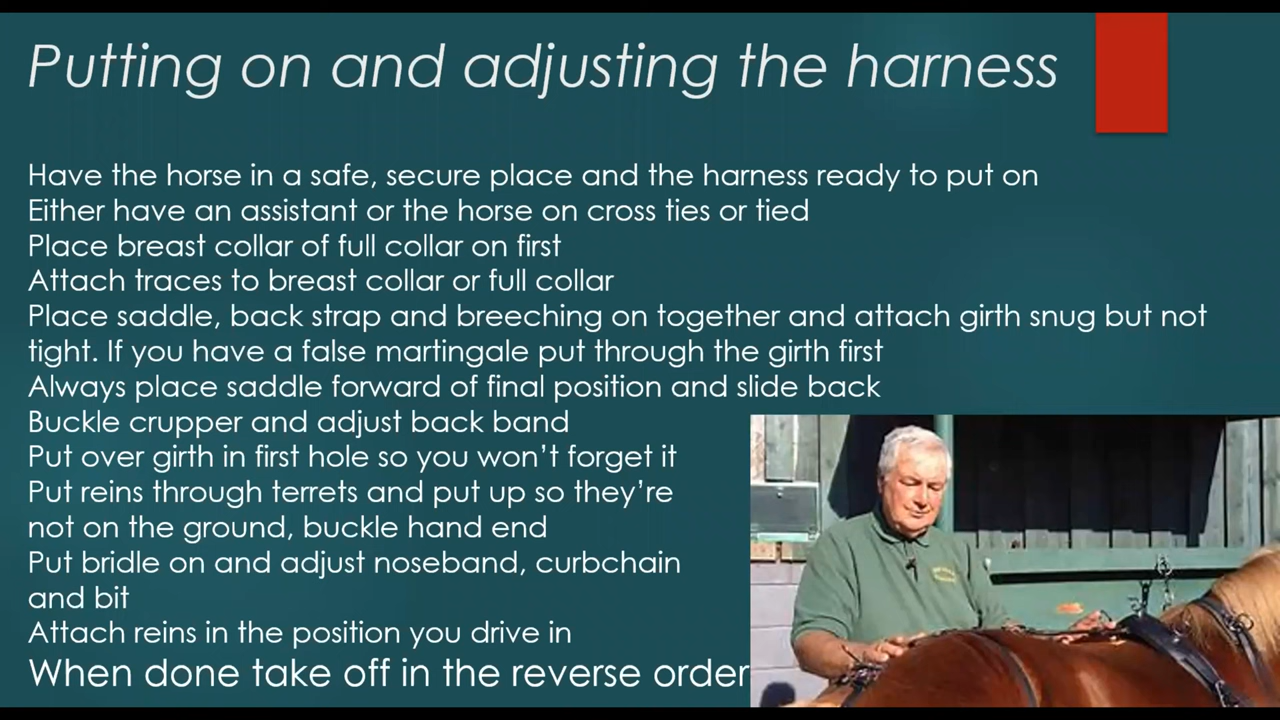 Putting on and adjusting the harness
Have the horse in a safe, secure place and the harness ready to put on
Either have an assistant or the horse on cross ties or tied
Place breast collar of full collar on first
Attach traces to breast collar or full collar
Place saddle, back strap and breeching on together and attach girth snug but not
tight. If you have a false martingale put through the girth first
Always place saddle forward of final position and slide back
Buckle crupper and adjust back band
Put over girth in first hole so you won't forget it
Put reins through terrets and put up so they're
not on the ground, buckle hand end
Put bridle on and adjust noseband, curbchain
and bit
Attach reins in the position you drive in
When done take off in the reverse order